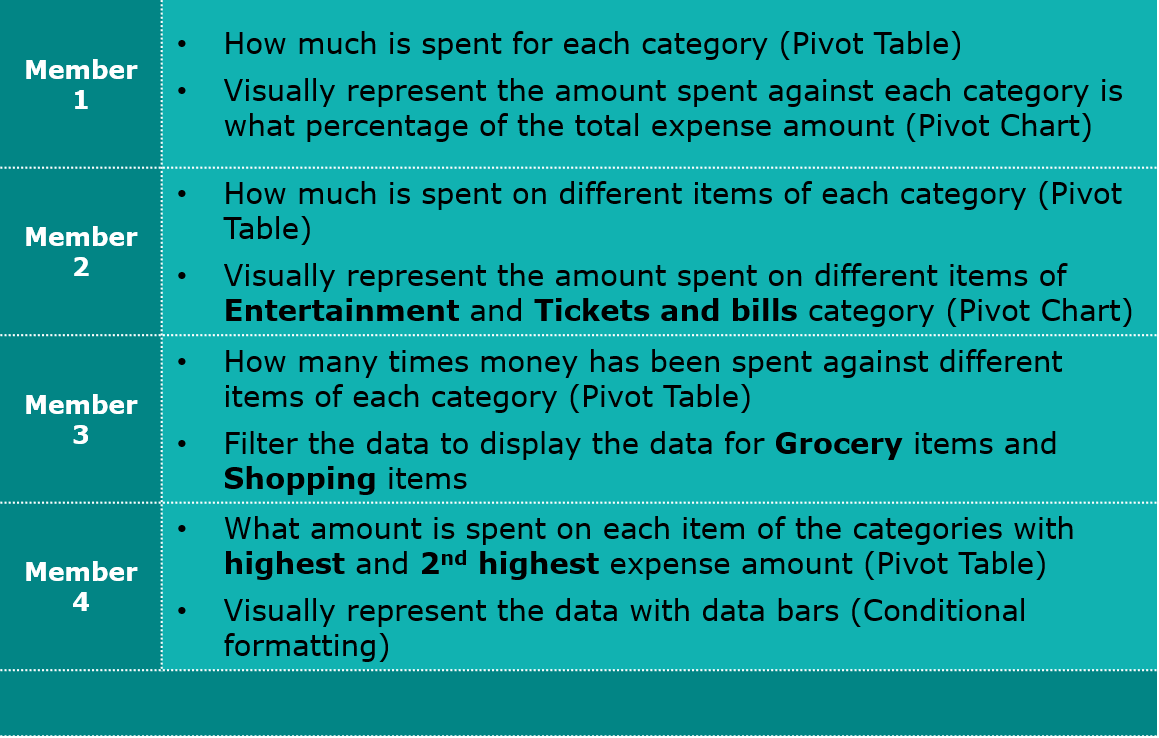 Member
1
• How much is spent for each category (Pivot Table)
• Visually represent the amount spent against each category is
what percentage of the total expense amount (Pivot Chart)
Member
2
• How much is spent on different items of each category (Pivot
Table)
• Visually represent the amount spent on different items of
Entertainment and Tickets and bills category (Pivot Chart)
Member
3
• How many times money has been spent against different
items of each category (Pivot Table)
• Filter the data to display the data for Grocery items and
Shopping items
Member
4
• What amount is spent on each item of the categories with
highest and 2nd highest expense amount (Pivot Table)
• Visually represent the data with data bars (Conditional
formatting)